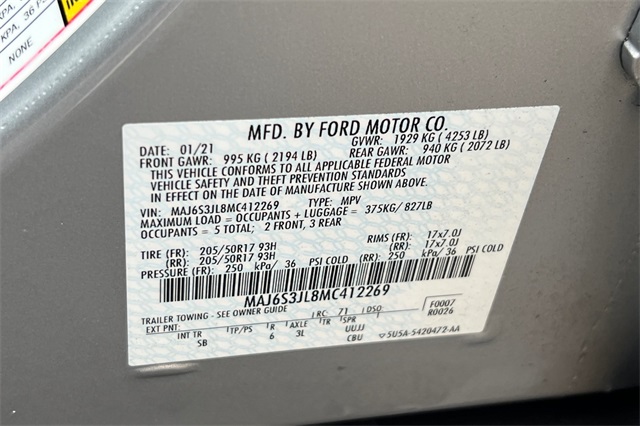 KPA, 36 PS
NONE
MFD. BY FORD MOTOR CO.
DATE: 01/21 GVWR: 1929 KG ( 4253 LB)
FRONT GAWR: 995 KG ( 2194 LB) REAR GAWR: 940 KG ( 2072 LB)
THIS VEHICLE CONFORMS TO ALL APPLICABLE FEDERAL MOTOR
VEHICLE SAFETY AND THEFT PREVENTION STANDARDS
IN EFFECT ON THE DATE OF MANUFACTURE SHOWN ABOVE.
VIN: MAJ6S3JL8MC412269 TYPE: MPV
MAXIMUM LOAD = OCCUPANTS + LUGGAGE = 375KG/ 827LB
OCCUPANTS = 5 TOTAL; 2 FRONT, 3 REAR
TIRE (FR): 205/50R17 93H RIMS (FR): 17x7.0J
(RR): 205/50R17 93H (RR): 17x7.0J
PRESSURE (FR): 250 kPa/ 36 PSI COLD (RR): 250 kPa/ 36 PSI COLD
MAJ6S3JL8MC412269
TRAILER TOWING - SEE OWNER GUIDE
EXT PNT: RC: 71 DSO: F0007
R0026
INT TR TP/PS R AXLE TR SPR
SB 6 3L UUJJ
CBU 5U5A-5420472-AA